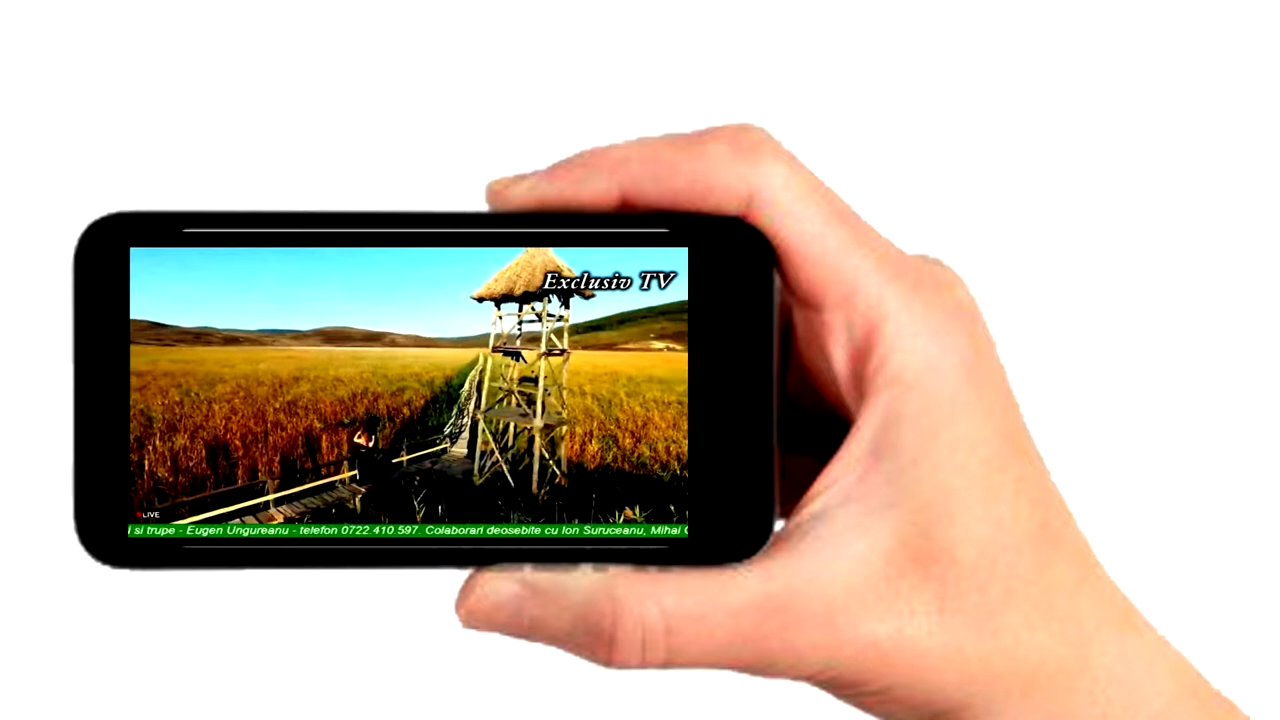 Exclusiv TV
LIVE
i si trupe - Eugen Ungureanu - telefon 0722.410.597. Colaborari deosebite cu Ion Suruceanu, Mihai